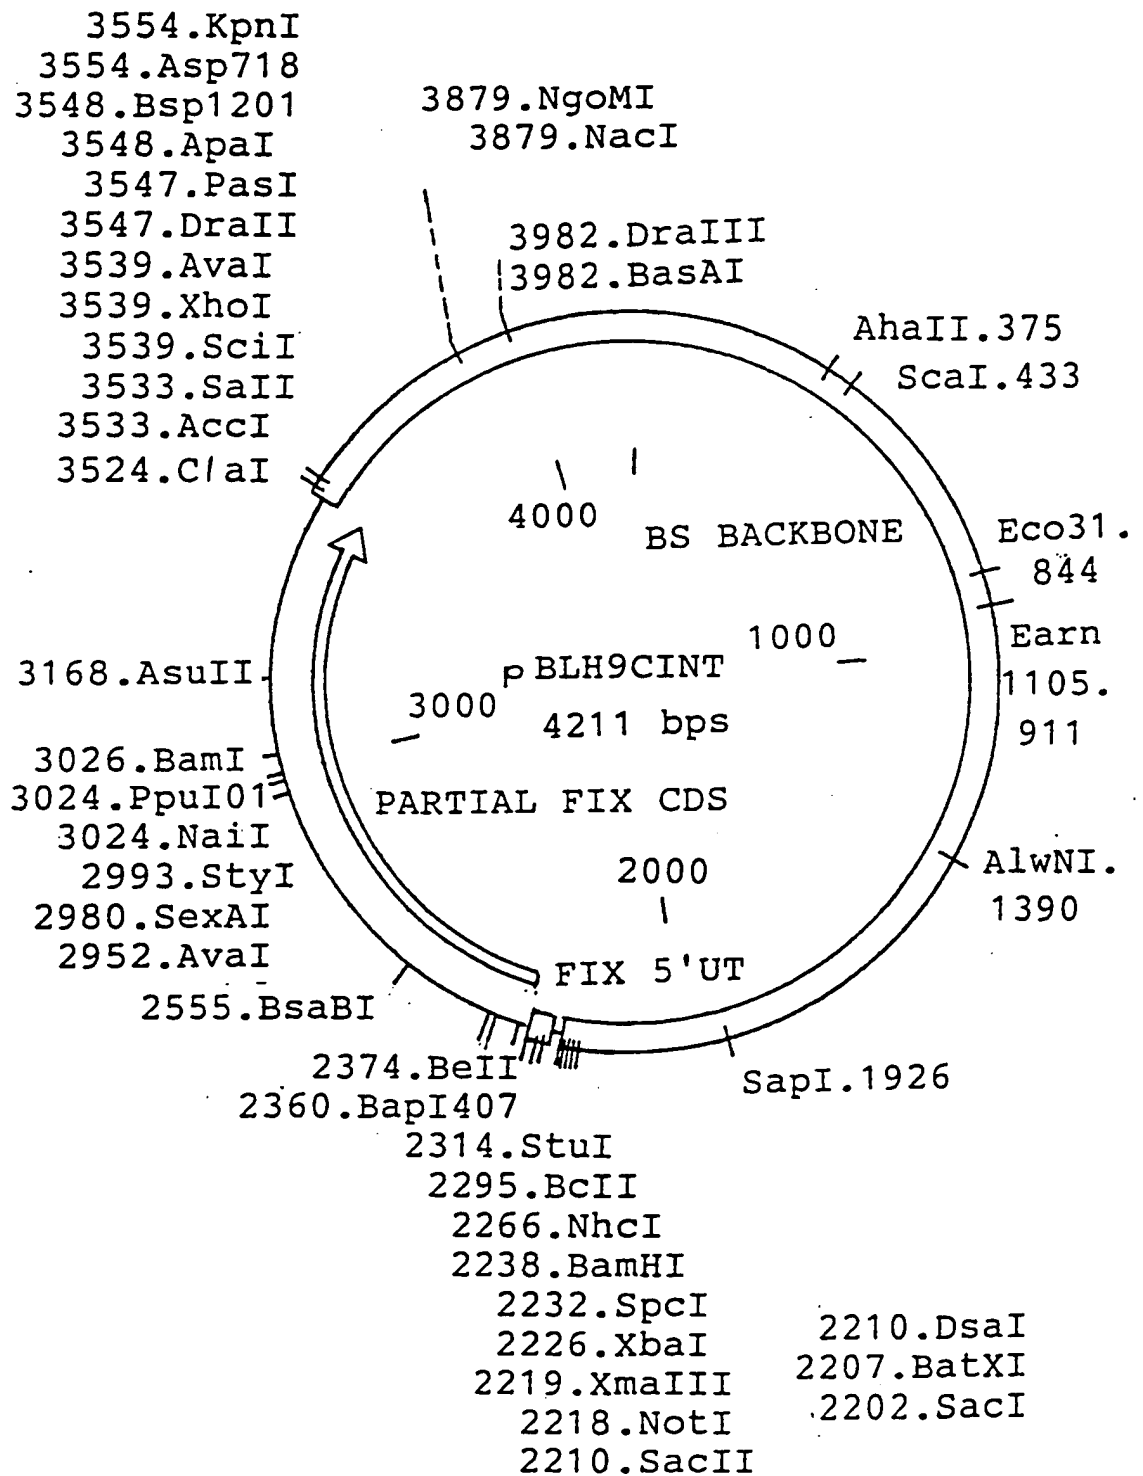 3554.KpnI
3554.Asp718
3548.Bsp1201
3548.ApaI
3547.PasI
3547.DraII
3539.AvaI
3539.XhoI
3539.SciI
3533.SaII
3533.AccI
3524.ClaI
3879.NgoMI
3879.NacI
3982.DraIII
3982.BasAI
AhaII.375
ScaI.433
4000
BS BACKBONE
Eco31.
844
Earn
1105.
911
1000
pBLH9CINT
4211 bps
3000
3168.AsuII
3026.BamI
3024.PpuI01
3024.NaiI
2993.StyI
2980.SexAI
2952.AvaI
2555.BsaBI
PARTIAL FIX CDS
2000
AlwNI.
1390
FIX 5'UT
SapI.1926
2374.BeII
2360.BapI407
2314.StuI
2295.BcII
2266.NhcI
2238.BamHI
2232.SpcI
2226.XbaI
2219.XmaIII
2218.NotI
2210.SacII
2210.DsaI
2207.BatXI
2202.SacI